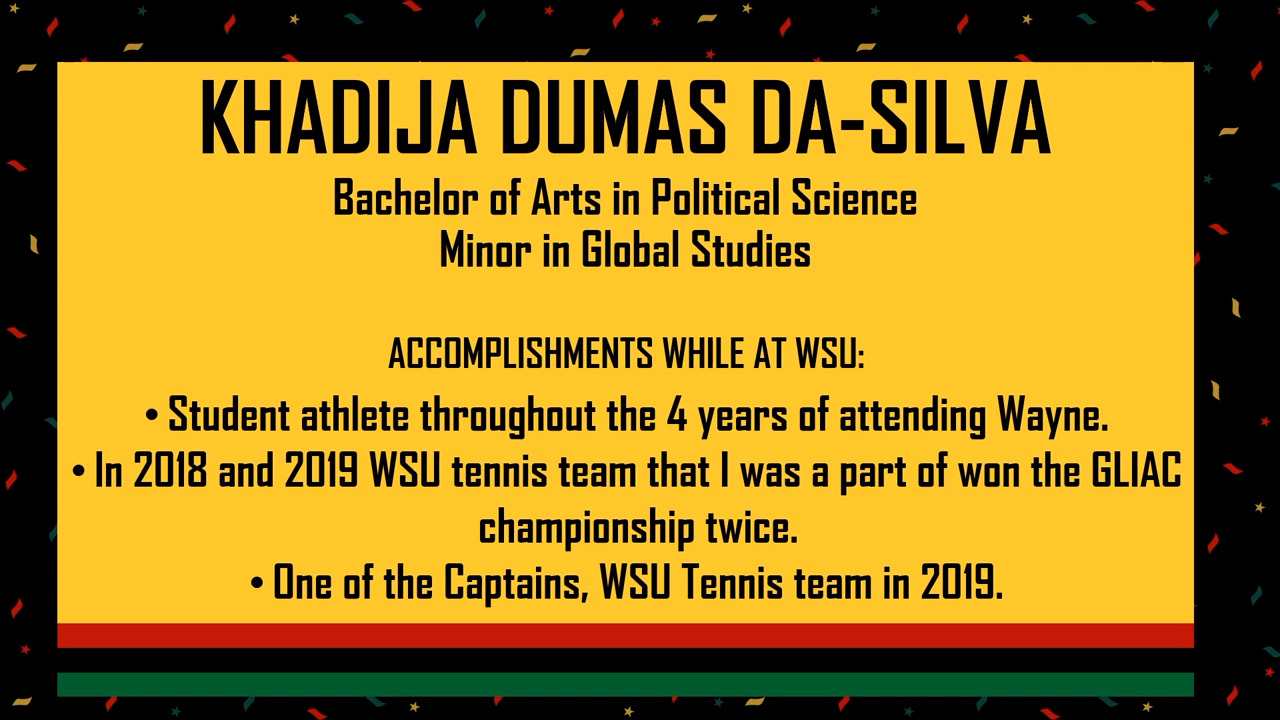 KHADIJA DUMAS DA-SILVA
Bachelor of Arts in Political Science
Minor in Global Studies
ACCOMPLISHMENTS WHILE AT WSU:
• Student athlete throughout the 4 years of attending Wayne.
• In 2018 and 2019 WSU tennis team that I was a part of won the GLIAC
championship twice.
• One of the Captains, WSU Tennis team in 2019.